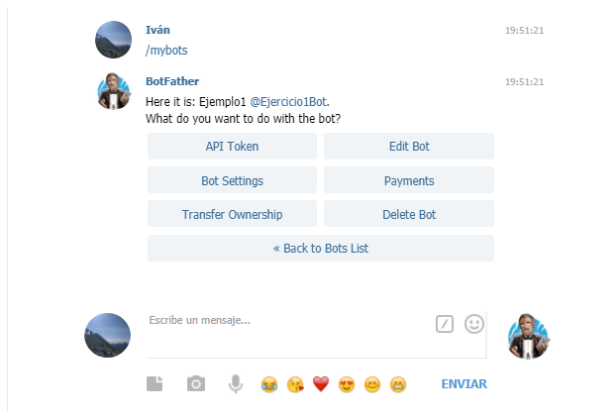 Iván
19:51:21
/mybots
BotFather
19:51:21
Here it is: Ejemplo1 @Ejercicio1Bot.
What do you want to do with the bot?
API Token
Edit Bot
Bot Settings
Payments
Transfer Ownership
Delete Bot
« Back to Bots List
Escribe un mensaje...
ENVIAR